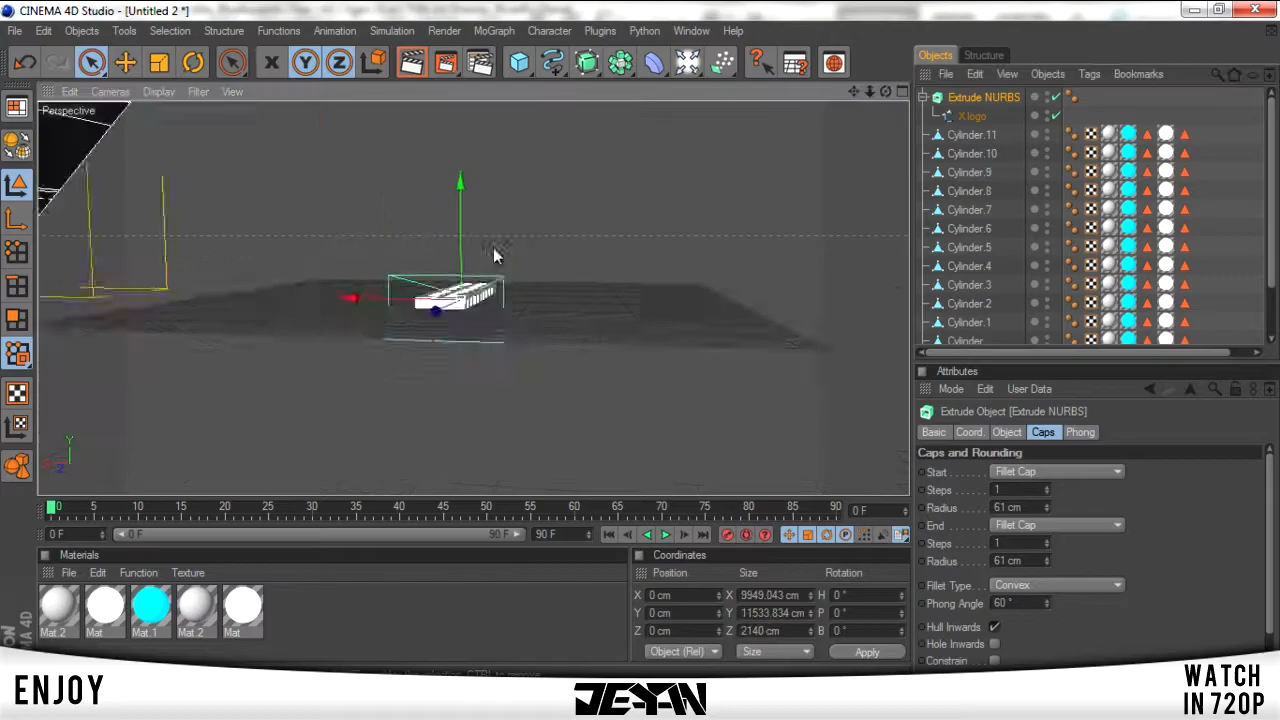 CINEMA 4D Studio - [Untitled 2 *]
File Edit Objects Tools Selection Structure Functions Animation Simulation Render MoGraph Character Plugins Python Window Help
X Y Z
Edit Cameras Display Filter View
Perspective
Y
Z
0 5 10 15 20 25 30 35 40 45 50 55 60 65 70 75 80 85 90 0 F
0 F 0 F 90 F 90 F
Materials
File Edit Function Texture
Mat.2 Mat Mat.1 Mat.2 Mat
Coordinates
Position Size Rotation
X 0 cm X 9949.043 cm H 0 °
Y 0 cm Y 11533.834 cm P 0 °
Z 0 cm Z 2140 cm B 0 °
Object (Rel) Size Apply
Objects Structure
File Edit View Objects Tags Bookmarks
Extrude NURBS
X logo
Cylinder.11
Cylinder.10
Cylinder.9
Cylinder.8
Cylinder.7
Cylinder.6
Cylinder.5
Cylinder.4
Cylinder.3
Cylinder.2
Cylinder.1
Cylinder
Attributes
Mode Edit User Data
Extrude Object [Extrude NURBS]
Basic Coord. Object Caps Phong
Caps and Rounding
Start Fillet Cap
Steps 1
Radius 61 cm
End Fillet Cap
Steps 1
Radius 61 cm
Fillet Type Convex
Phong Angle 60 °
Hull Inwards
Hole Inwards
Constrain
ENJOY
JEYAN
WATCH
IN 720P